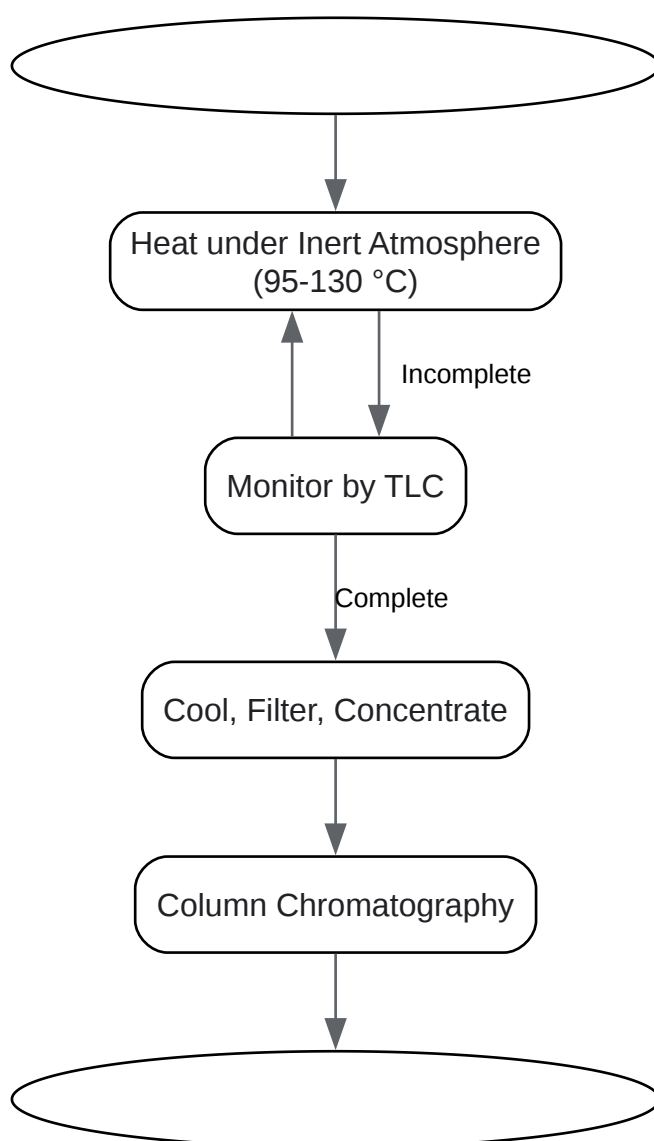 Heat under Inert Atmosphere
(95-130 °C)
Incomplete
Monitor by TLC
Complete
Cool, Filter, Concentrate
Column Chromatography